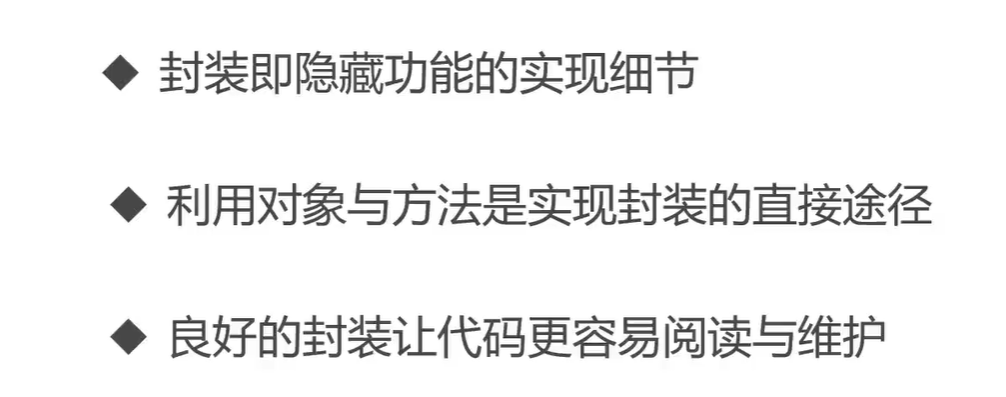 ◆ 封装即隐藏功能的实现细节
◆ 利用对象与方法是实现封装的直接途径
◆ 良好的封装让代码更容易阅读与维护